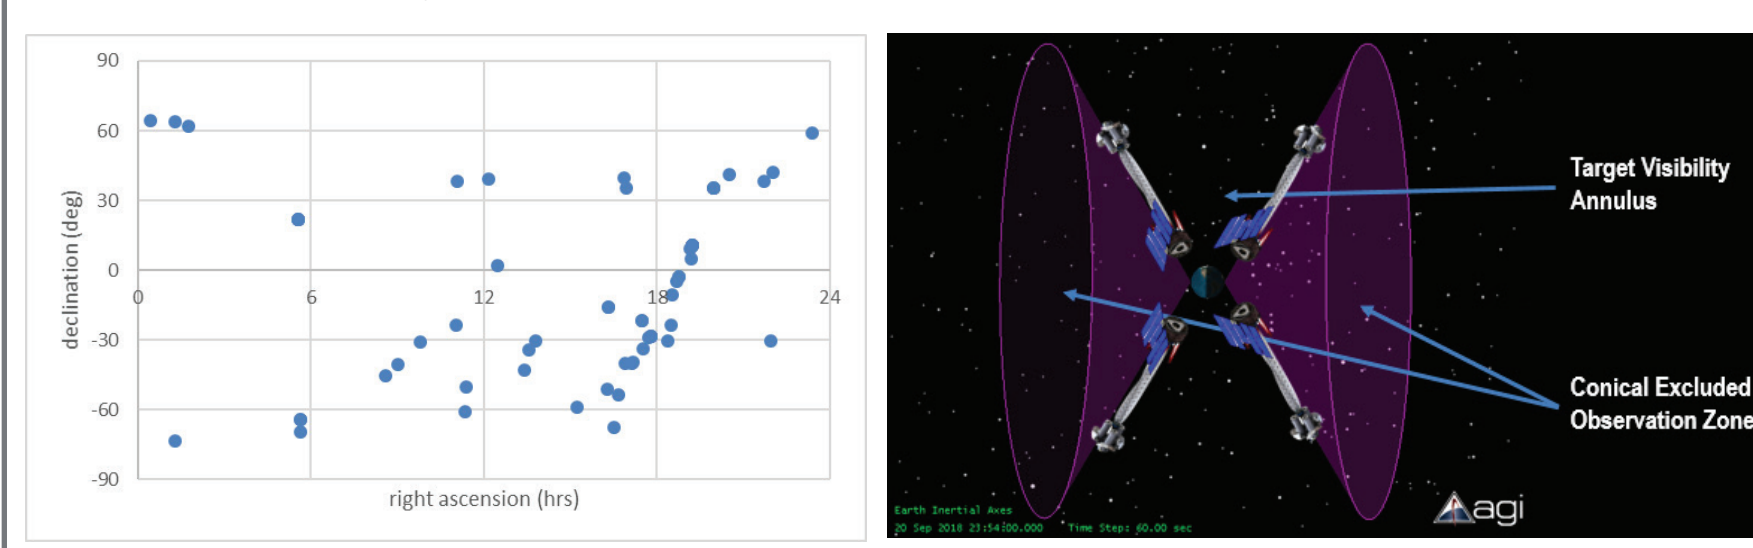 90
60
30
0
-30
-60
-90
0
6
12
18
24
declination (deg)
right ascension (hrs)
Target Visibility
Annulus
Conical Excluded
Observation Zone
Earth Inertial Axes
20 Sep 2018 23:54:00.000 Time Step: 60.00 sec
agi